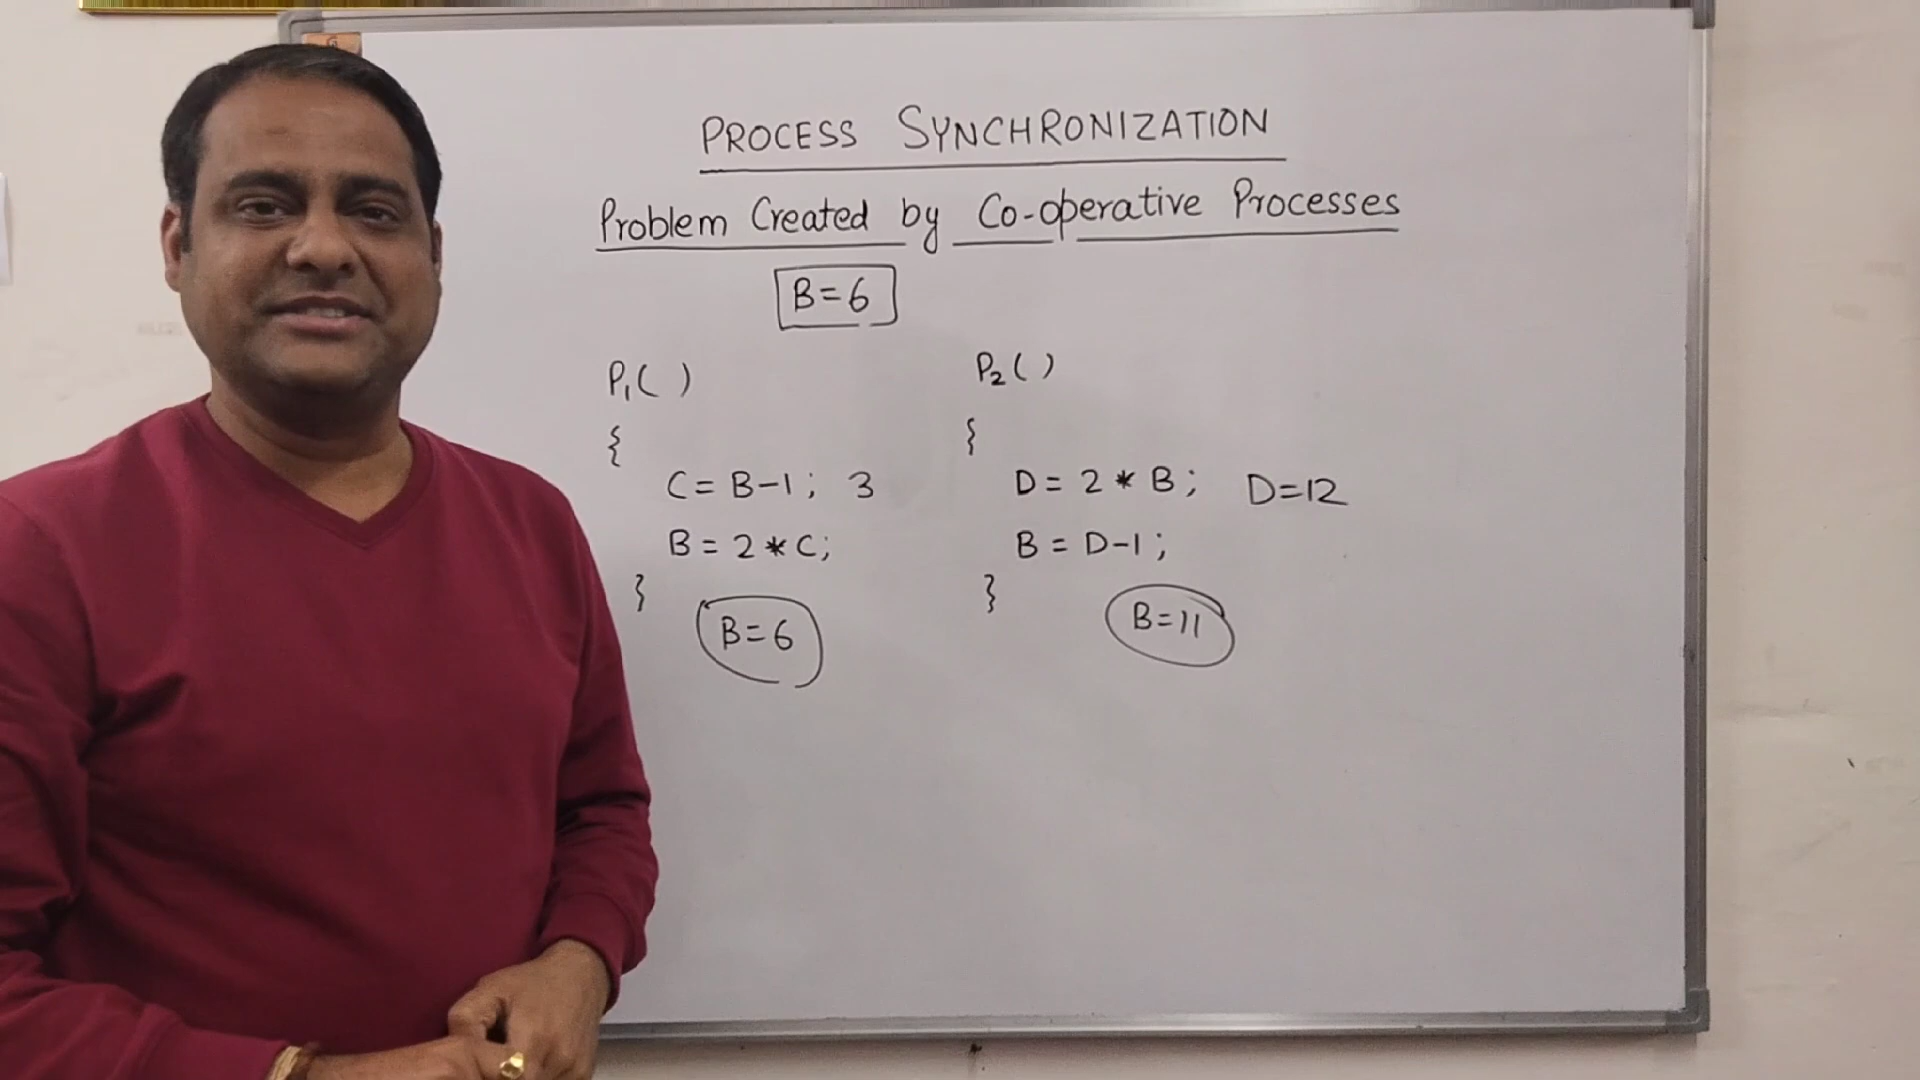 PROCESS SYNCHRONIZATION
Problem Created by Co-operative Processes
B=6
P1( )
{
C= B-1; 3
B = 2*C;
}
B=6
P2( )
{
D= 2 * B; D=12
B = D-1;
}
B=11